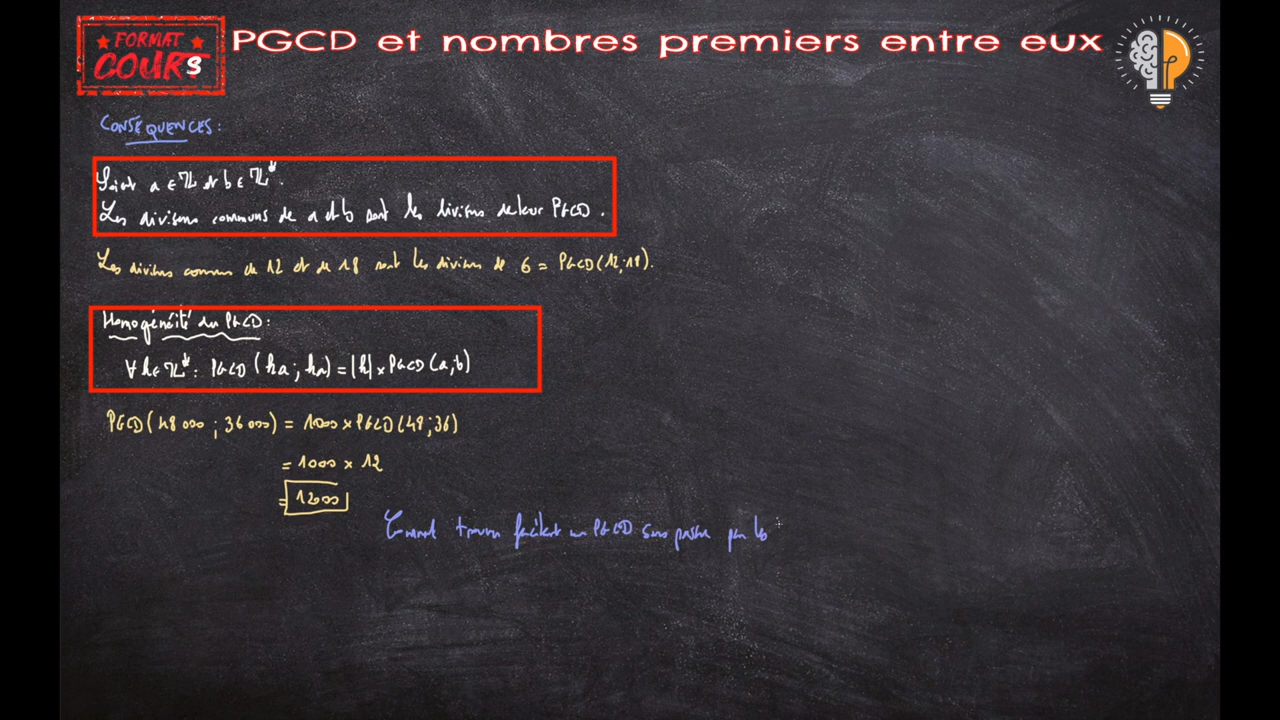 FORMAT
COURS
PGCD et nombres premiers entre eux
CONSÉQUENCES:
Soient a ∈ ℤ et b ∈ ℤ*.
Les diviseurs communs de a et b sont les diviseurs de leur PGCD.
Les diviseurs communs de 12 et de 18 sont les diviseurs de 6 = PGCD(12;18).
Homogénéité du PGCD:
∀ k ∈ ℤ*: PGCD(ka; ka) = |k| × PGCD(a;b)
PGCD(48 000 ; 36 000) = 1000 × PGCD(48;36)
= 1000 × 12
= 12000
Comment trouver facilement un PGCD sans passer par les